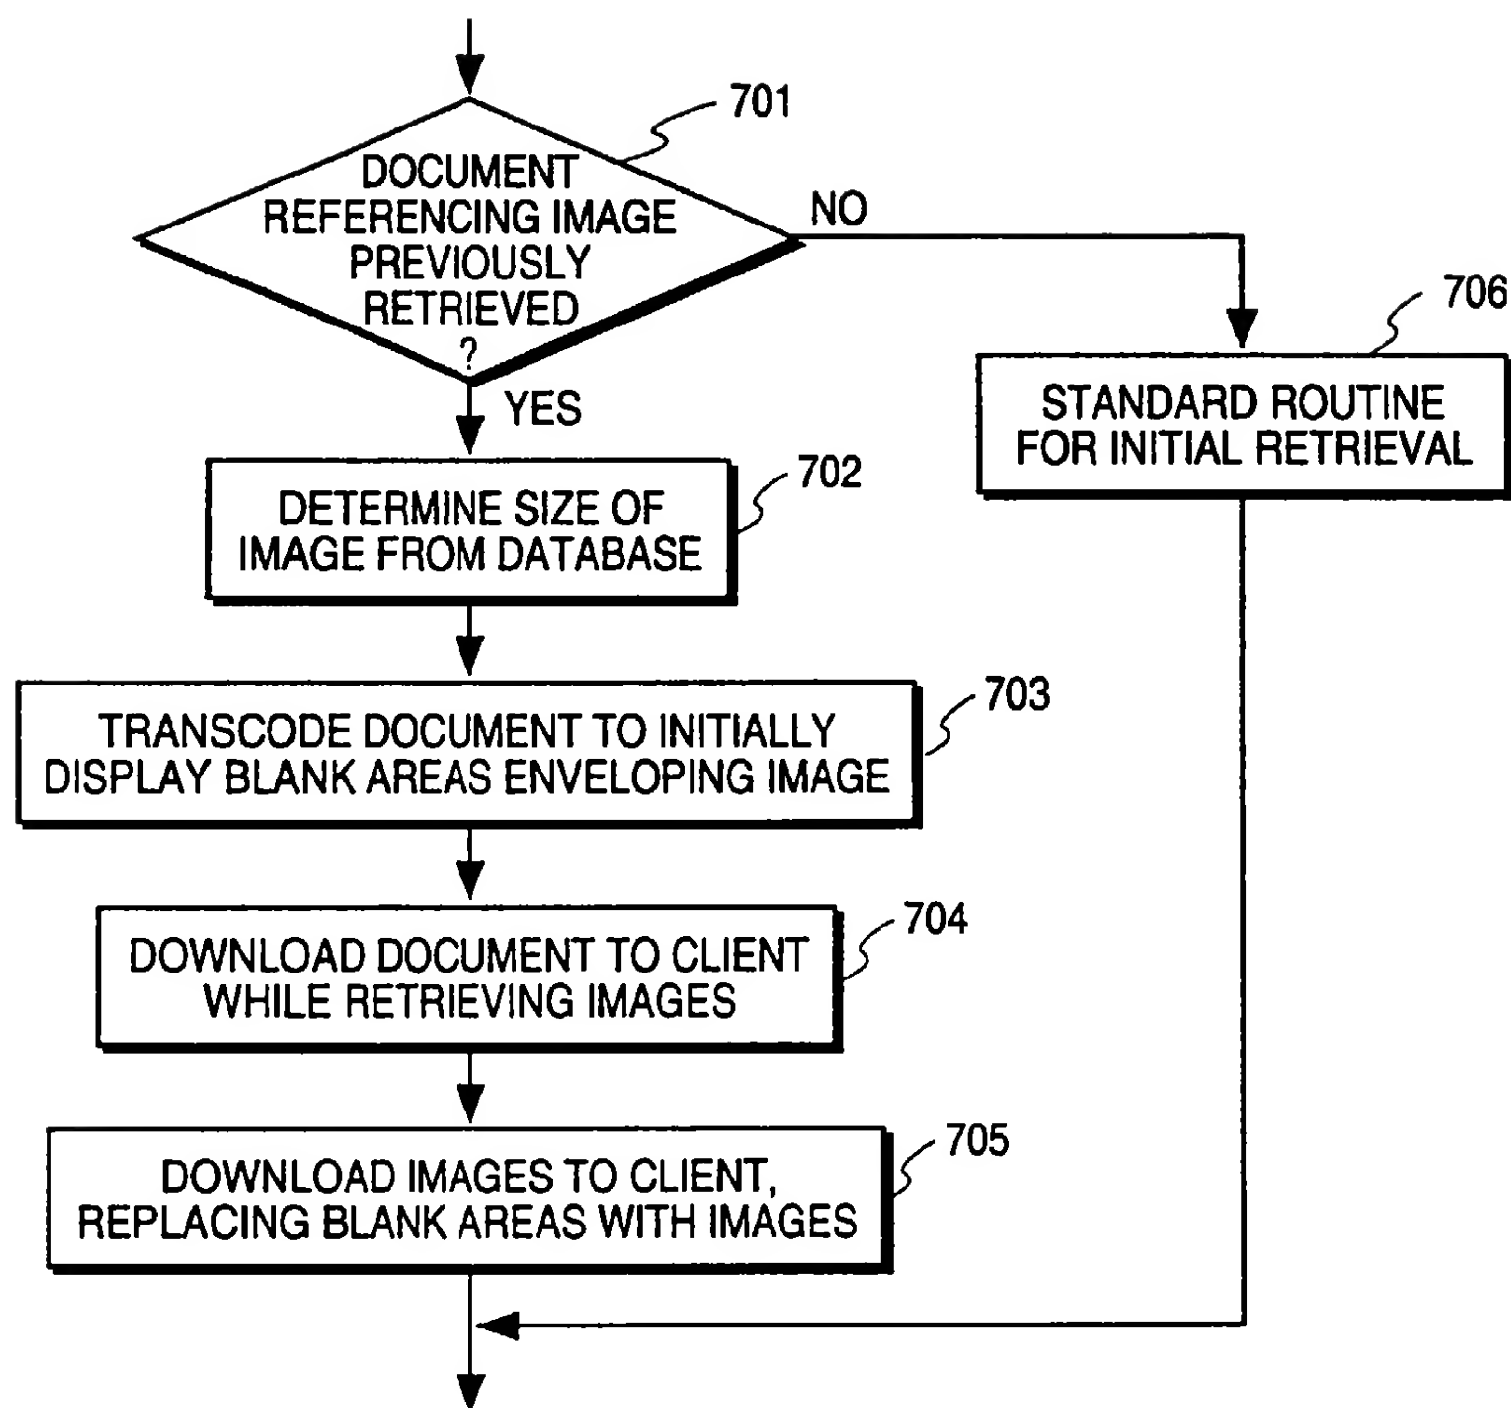 701
DOCUMENT
REFERENCING IMAGE
PREVIOUSLY
RETRIEVED
?
NO
YES
706
STANDARD ROUTINE
FOR INITIAL RETRIEVAL
702
DETERMINE SIZE OF
IMAGE FROM DATABASE
703
TRANSCODE DOCUMENT TO INITIALLY
DISPLAY BLANK AREAS ENVELOPING IMAGE
704
DOWNLOAD DOCUMENT TO CLIENT
WHILE RETRIEVING IMAGES
705
DOWNLOAD IMAGES TO CLIENT,
REPLACING BLANK AREAS WITH IMAGES